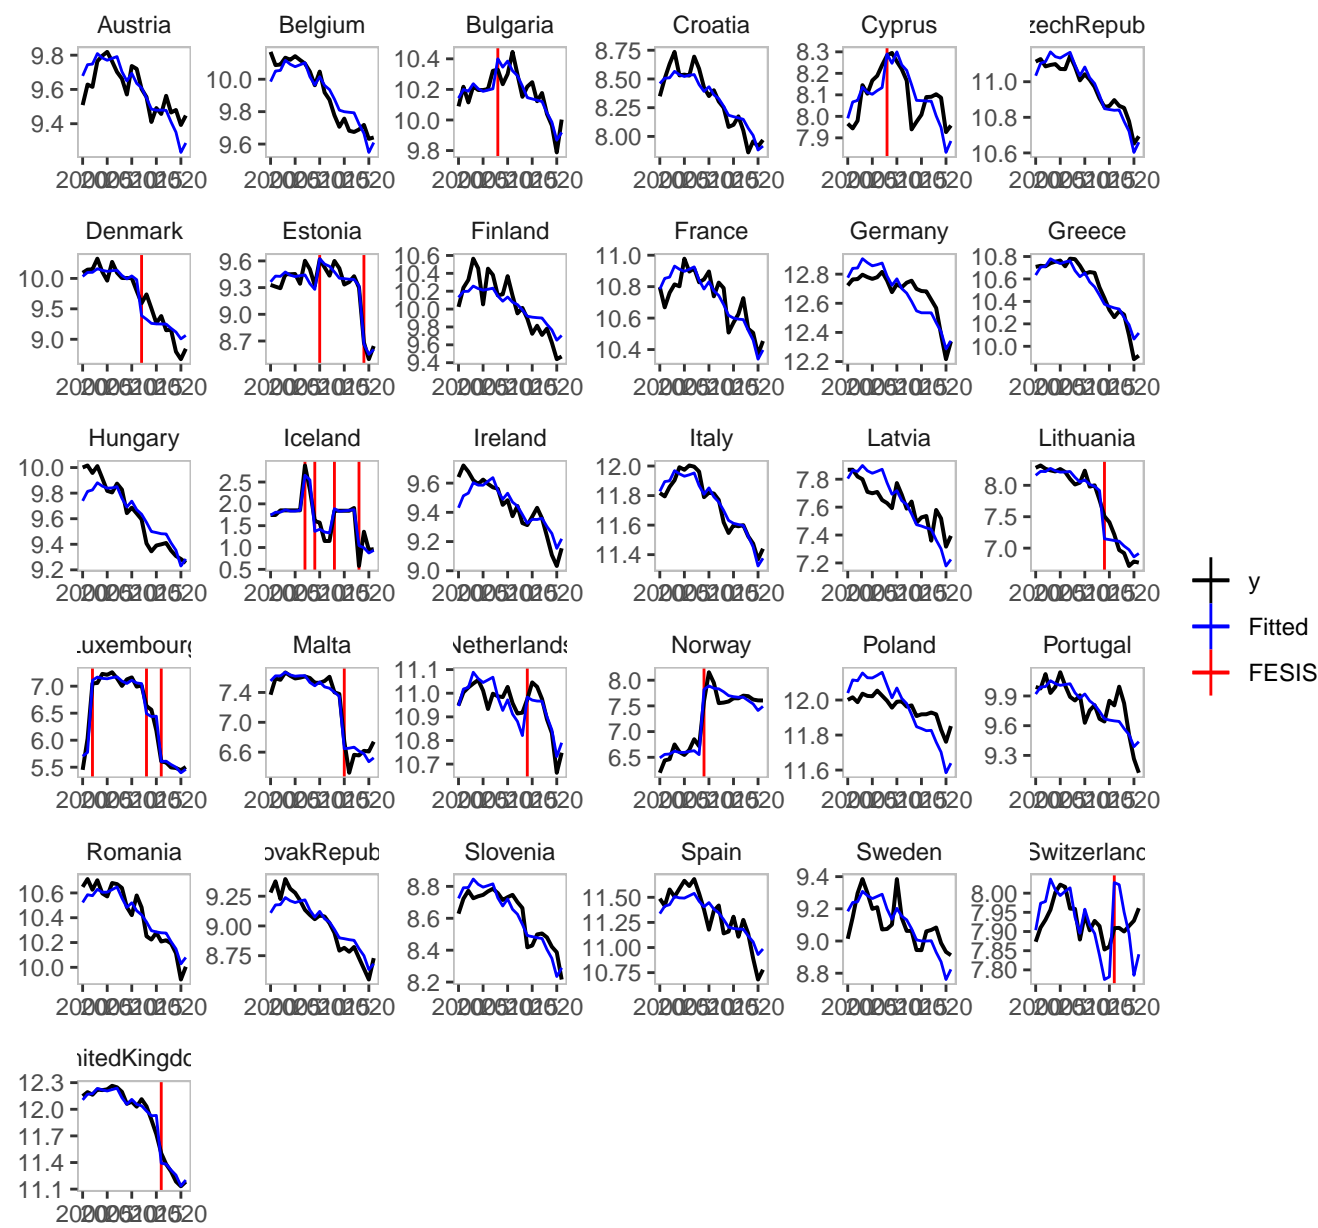 Austria Belgium Bulgaria Croatia Cyprus zechRepub
9.8 9.6 9.4
10.0 9.8 9.6
10.4 10.2 10.0 9.8
8.75 8.50 8.25 8.00
8.3 8.2 8.1 8.0 7.9
11.0 10.8 10.6
Denmark Estonia Finland France Germany Greece
10.0 9.5 9.0
9.6 9.3 9.0 8.7
10.6 10.4 10.2 10.0 9.8 9.6 9.4
11.0 10.8 10.6 10.4
12.8 12.6 12.4 12.2
10.8 10.6 10.4 10.2 10.0
Hungary Iceland Ireland Italy Latvia Lithuania
10.0 9.8 9.6 9.4 9.2
2.5 2.0 1.5 1.0 0.5
9.6 9.4 9.2 9.0
12.0 11.8 11.6 11.4
7.8 7.6 7.4 7.2
8.0 7.5 7.0
y
Fitted
FESIS
uxembourg Malta Netherlands Norway Poland Portugal
7.0 6.5 6.0 5.5
7.4 7.0 6.6
11.1 11.0 10.9 10.8 10.7
8.0 7.5 7.0 6.5
12.0 11.8 11.6
9.9 9.6 9.3
Romania ovakRepub Slovenia Spain Sweden Switzerland
10.6 10.4 10.2 10.0
9.25 9.00 8.75
8.8 8.6 8.4 8.2
11.50 11.25 11.00 10.75
9.4 9.2 9.0 8.8
8.00 7.95 7.90 7.85 7.80
nitedKingdo
12.3 12.0 11.7 11.4 11.1